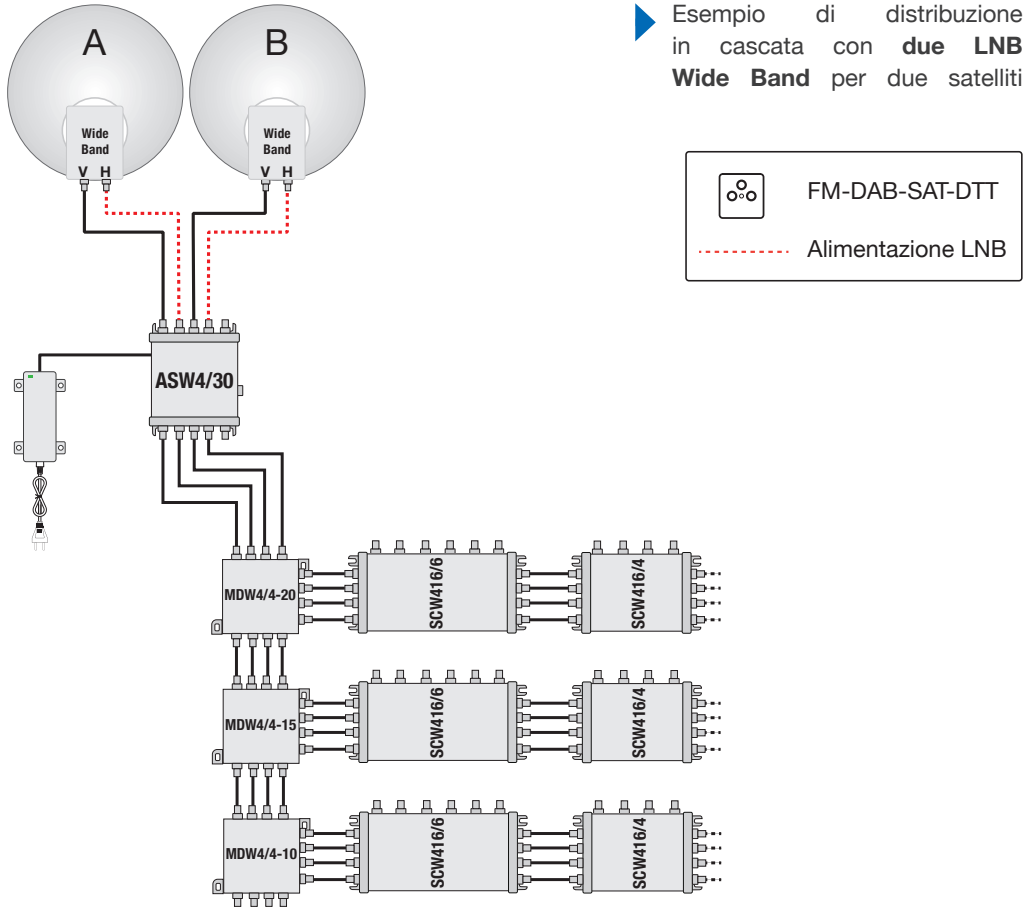 A B
Esempio di distribuzione
in cascata con due LNB
Wide Band per due satelliti
Wide
Band
V H
Wide
Band
V H
FM-DAB-SAT-DTT
Alimentazione LNB
ASW4/30
MDW4/4-20
SCW416/6
SCW416/4
MDW4/4-15
SCW416/6
SCW416/4
MDW4/4-10
SCW416/6
SCW416/4